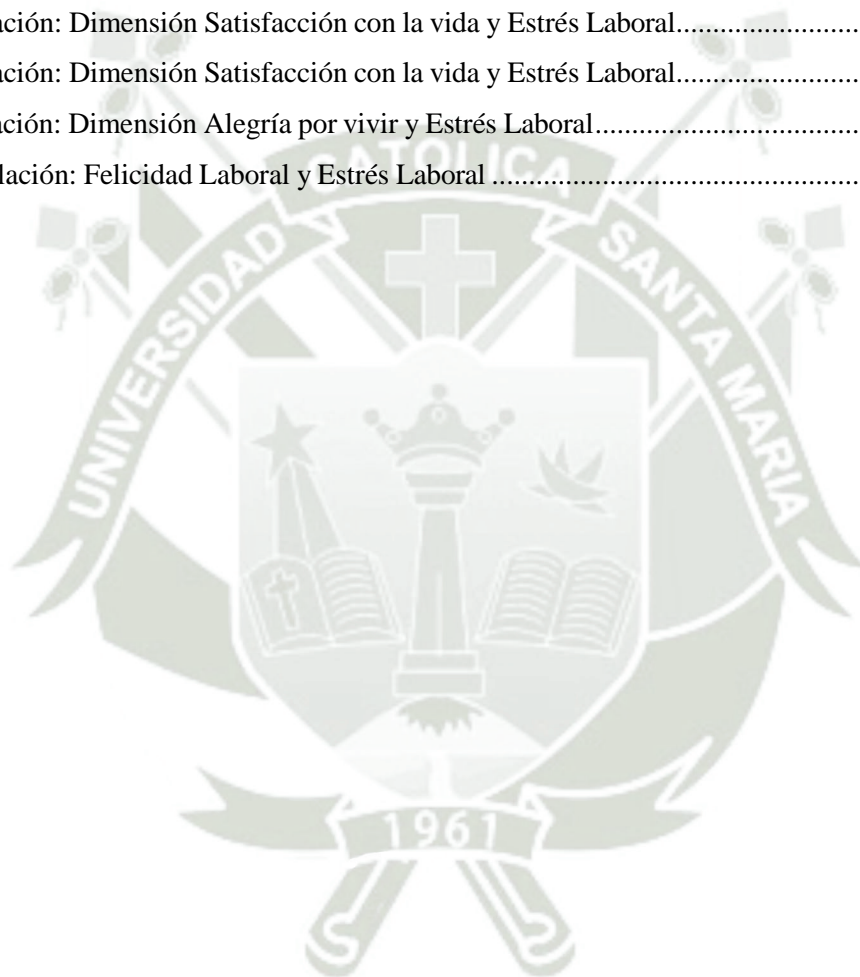 ación: Dimensión Satisfacción con la vida y Estrés Laboral........................
ación: Dimensión Satisfacción con la vida y Estrés Laboral........................
ación: Dimensión Alegría por vivir y Estrés Laboral...................................
lación: Felicidad Laboral y Estrés Laboral ................................................
UNIVERSIDAD CATOLICA SANTA MARIA
1961